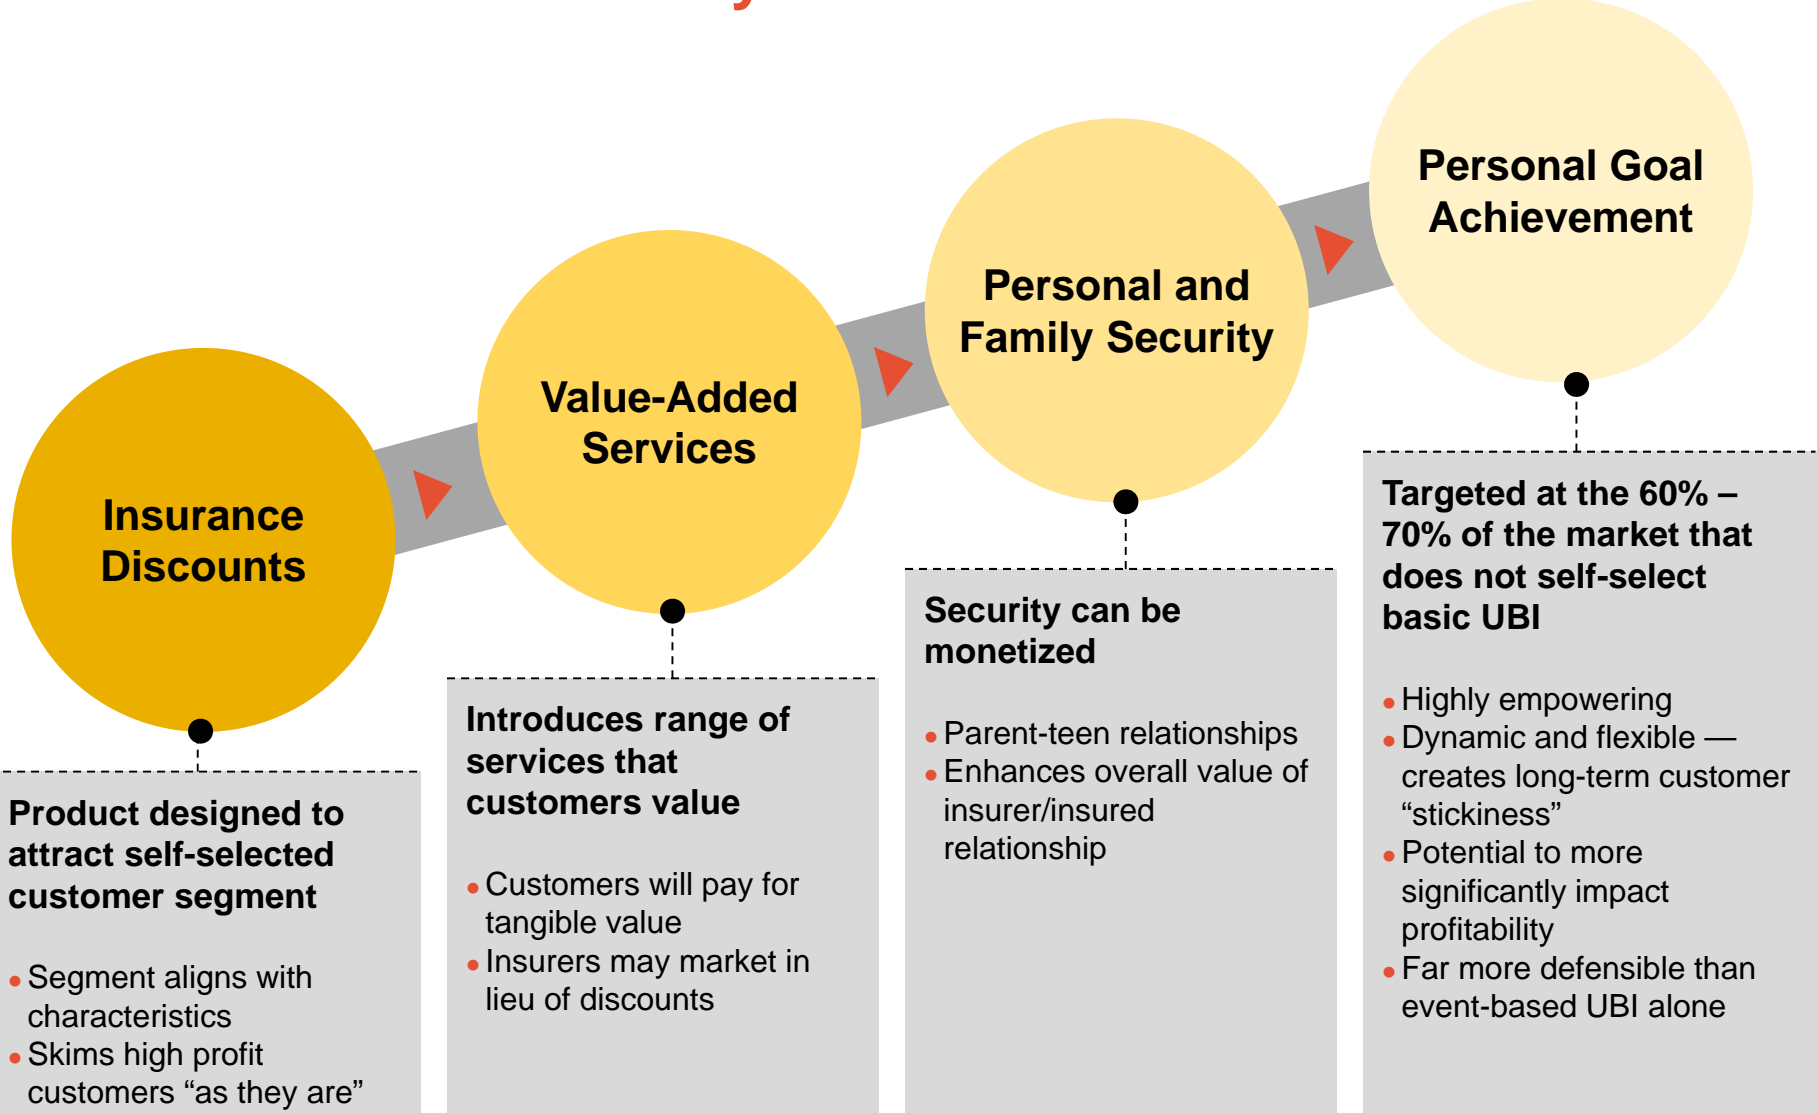 Insurance
Discounts
Value-Added
Services
Personal and
Family Security
Personal Goal
Achievement
Product designed to
attract self-selected
customer segment
• Segment aligns with
characteristics
• Skims high profit
customers “as they are”
Introduces range of
services that
customers value
• Customers will pay for
tangible value
• Insurers may market in
lieu of discounts
Security can be
monetized
• Parent-teen relationships
• Enhances overall value of
insurer/insured
relationship
Targeted at the 60% –
70% of the market that
does not self-select
basic UBI
• Highly empowering
• Dynamic and flexible —
creates long-term customer
“stickiness”
• Potential to more
significantly impact
profitability
• Far more defensible than
event-based UBI alone